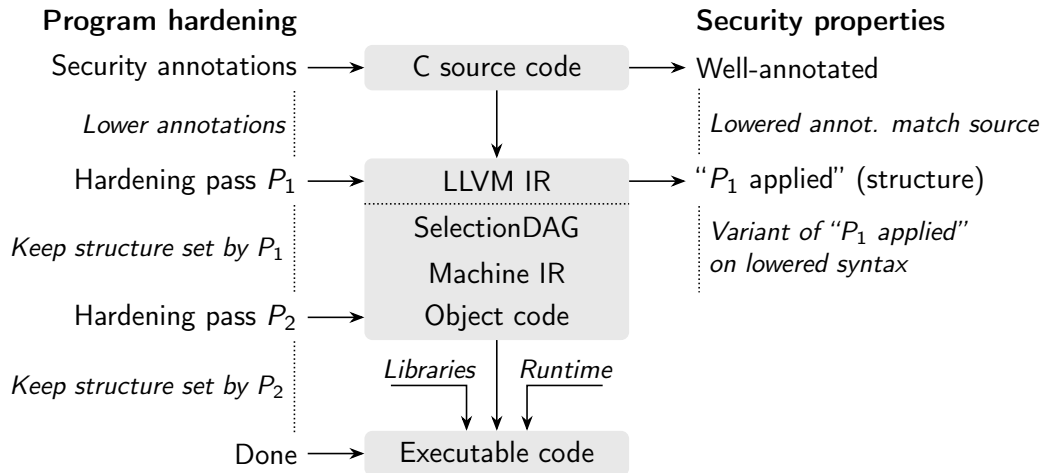 Program hardening
Security properties
Security annotations
C source code
Well-annotated
Lower annotations
Lowered annot. match source
Hardening pass P₁
LLVM IR
“P₁ applied” (structure)
SelectionDAG
Keep structure set by P₁
Variant of “P₁ applied”
on lowered syntax
Machine IR
Hardening pass P₂
Object code
Libraries
Runtime
Keep structure set by P₂
Done
Executable code